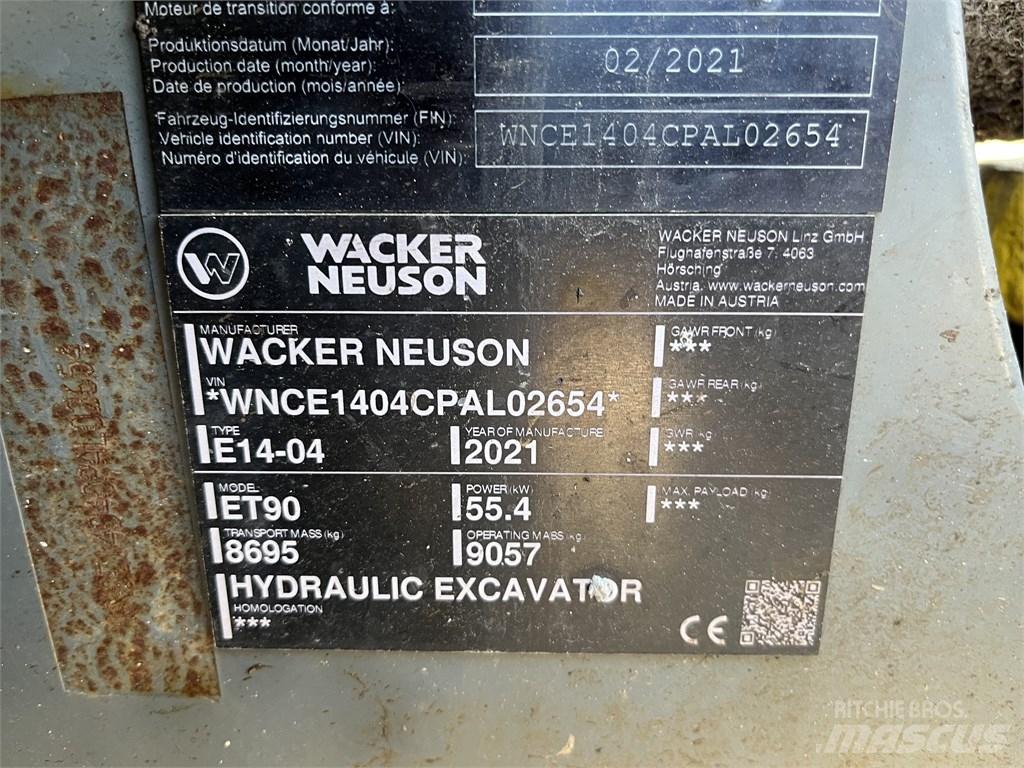 Moteur de transition conforme à:
Produktionsdatum (Monat/Jahr):
Production date (month/year):
Date de production (mois/année):
02/2021
Fahrzeug-Identifizierungsnummer (FIN):
Vehicle identification number (VIN):
Numéro d'identification du véhicule (VIN):
WNCE1404CPAL02654
W
WACKER
NEUSON
WACKER NEUSON Linz GmbH
Flughafenstraße 7, 4063
Hörsching
Austria, www.wackerneuson.com
MADE IN AUSTRIA
MANUFACTURER
WACKER NEUSON
GAWR FRONT (kg)
***
VIN
*WNCE1404CPAL02654*
GAWR REAR (kg)
***
TYPE
E14-04
YEAR OF MANUFACTURE
2021
GWR (kg)
***
MODEL
ET90
POWER (kW)
55.4
MAX. PAYLOAD (kg)
***
TRANSPORT MASS (kg)
8695
OPERATING MASS (kg)
9057
HYDRAULIC EXCAVATOR
HOMOLOGATION
***
CE
RITCHIE BROS.
MASCUS